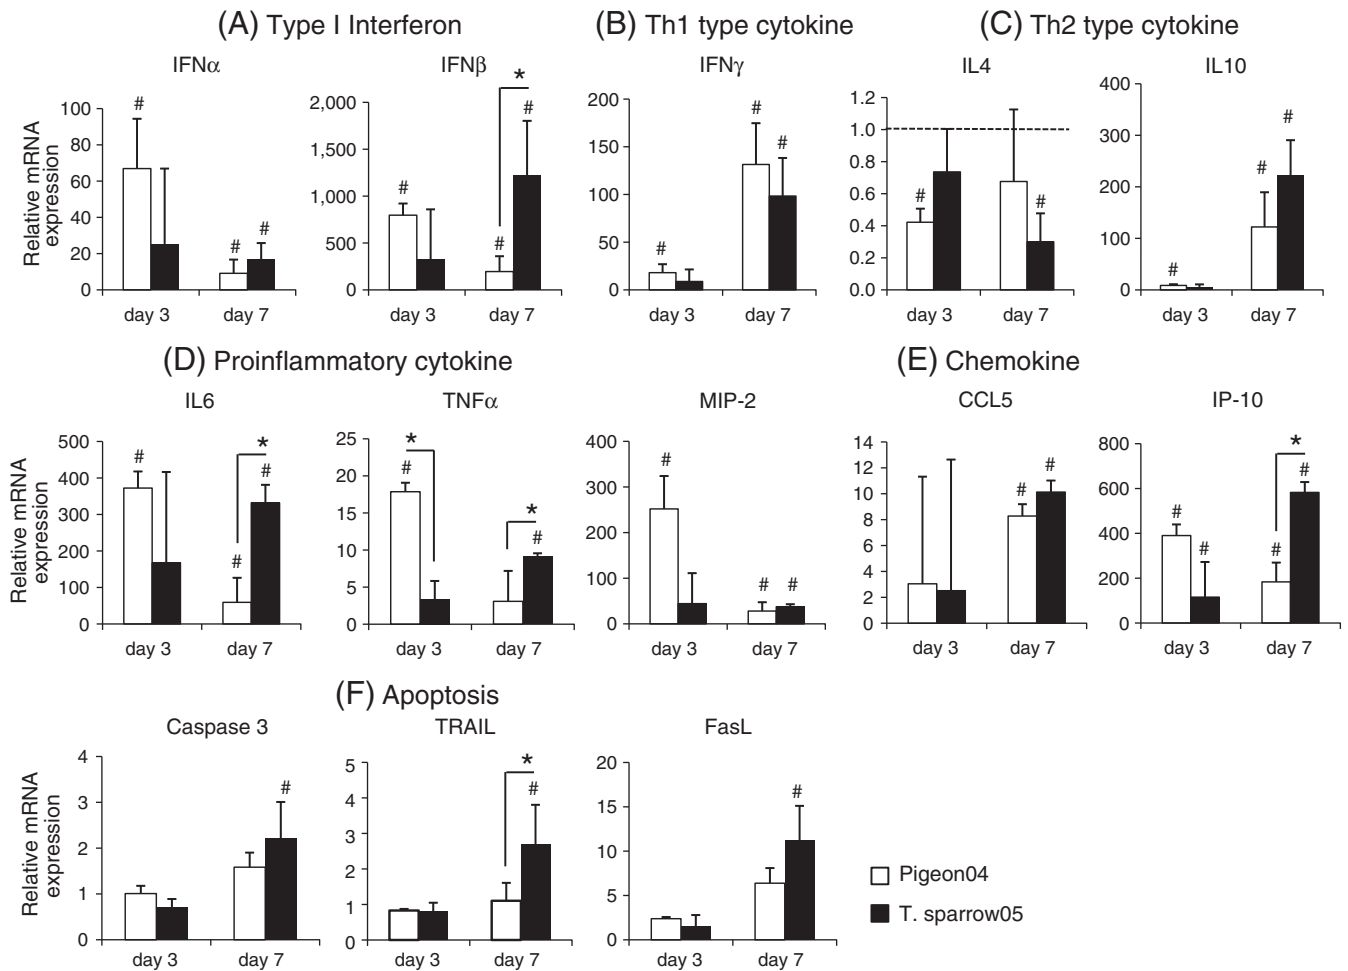 (A) Type I Interferon
(B) Th1 type cytokine
(C) Th2 type cytokine
IFNα
IFNβ
IFNγ
IL4
IL10
Relative mRNA
expression
100
80
60
40
20
0
#
#
#
day 3
day 7
2,000
1,500
1,000
500
0
#
#
*
#
day 3
day 7
200
150
100
50
0
#
#
#
day 3
day 7
1.2
1.0
0.8
0.6
0.4
0.2
0.0
#
#
day 3
day 7
400
300
200
100
0
#
#
#
day 3
day 7
(D) Proinflammatory cytokine
(E) Chemokine
IL6
TNFα
MIP-2
CCL5
IP-10
Relative mRNA
expression
500
400
300
200
100
0
#
#
*
#
day 3
day 7
25
20
15
10
5
0
*
#
*
#
day 3
day 7
400
300
200
100
0
#
#
#
day 3
day 7
14
12
10
8
6
4
2
0
#
#
day 3
day 7
800
600
400
200
0
#
#
#
*
#
day 3
day 7
(F) Apoptosis
Caspase 3
TRAIL
FasL
Relative mRNA
expression
4
3
2
1
0
#
day 3
day 7
5
4
3
2
1
0
*
#
day 3
day 7
20
15
10
5
0
#
day 3
day 7
Pigeon04
T. sparrow05